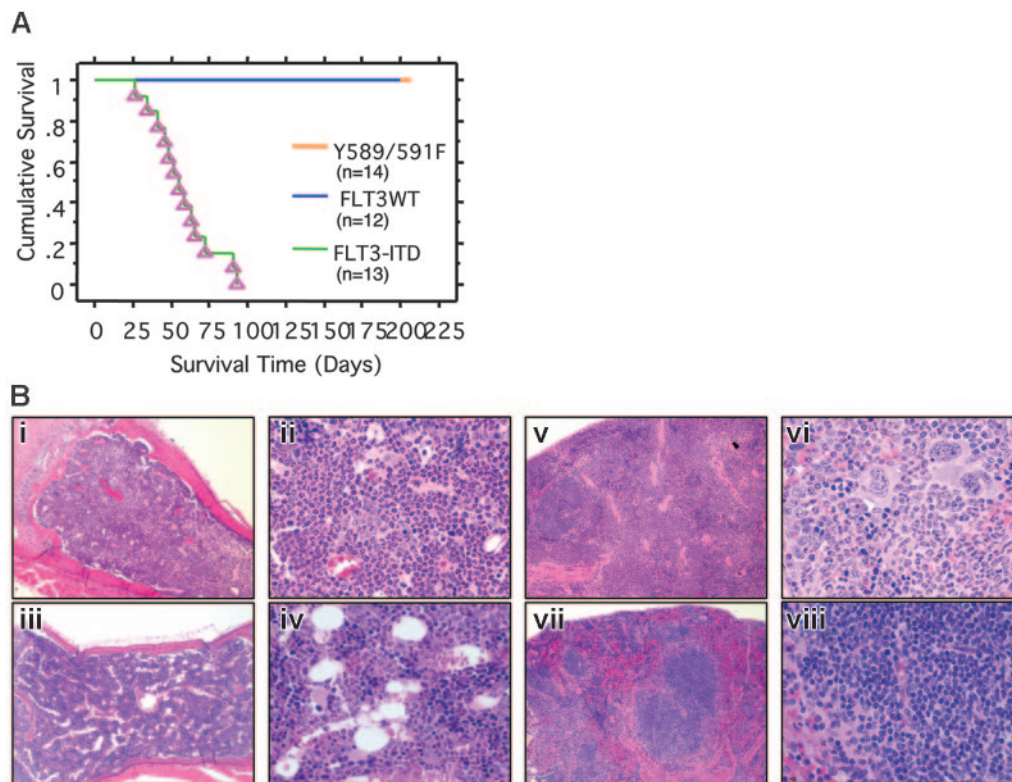 A
Cumulative Survival
1
.8
.6
.4
.2
0
Y589/591F
(n=14)
FLT3WT
(n=12)
FLT3-ITD
(n=13)
0 25 50 75 100 125 150 175 200 225
Survival Time (Days)
B
i
ii
v
vi
iii
iv
vii
viii